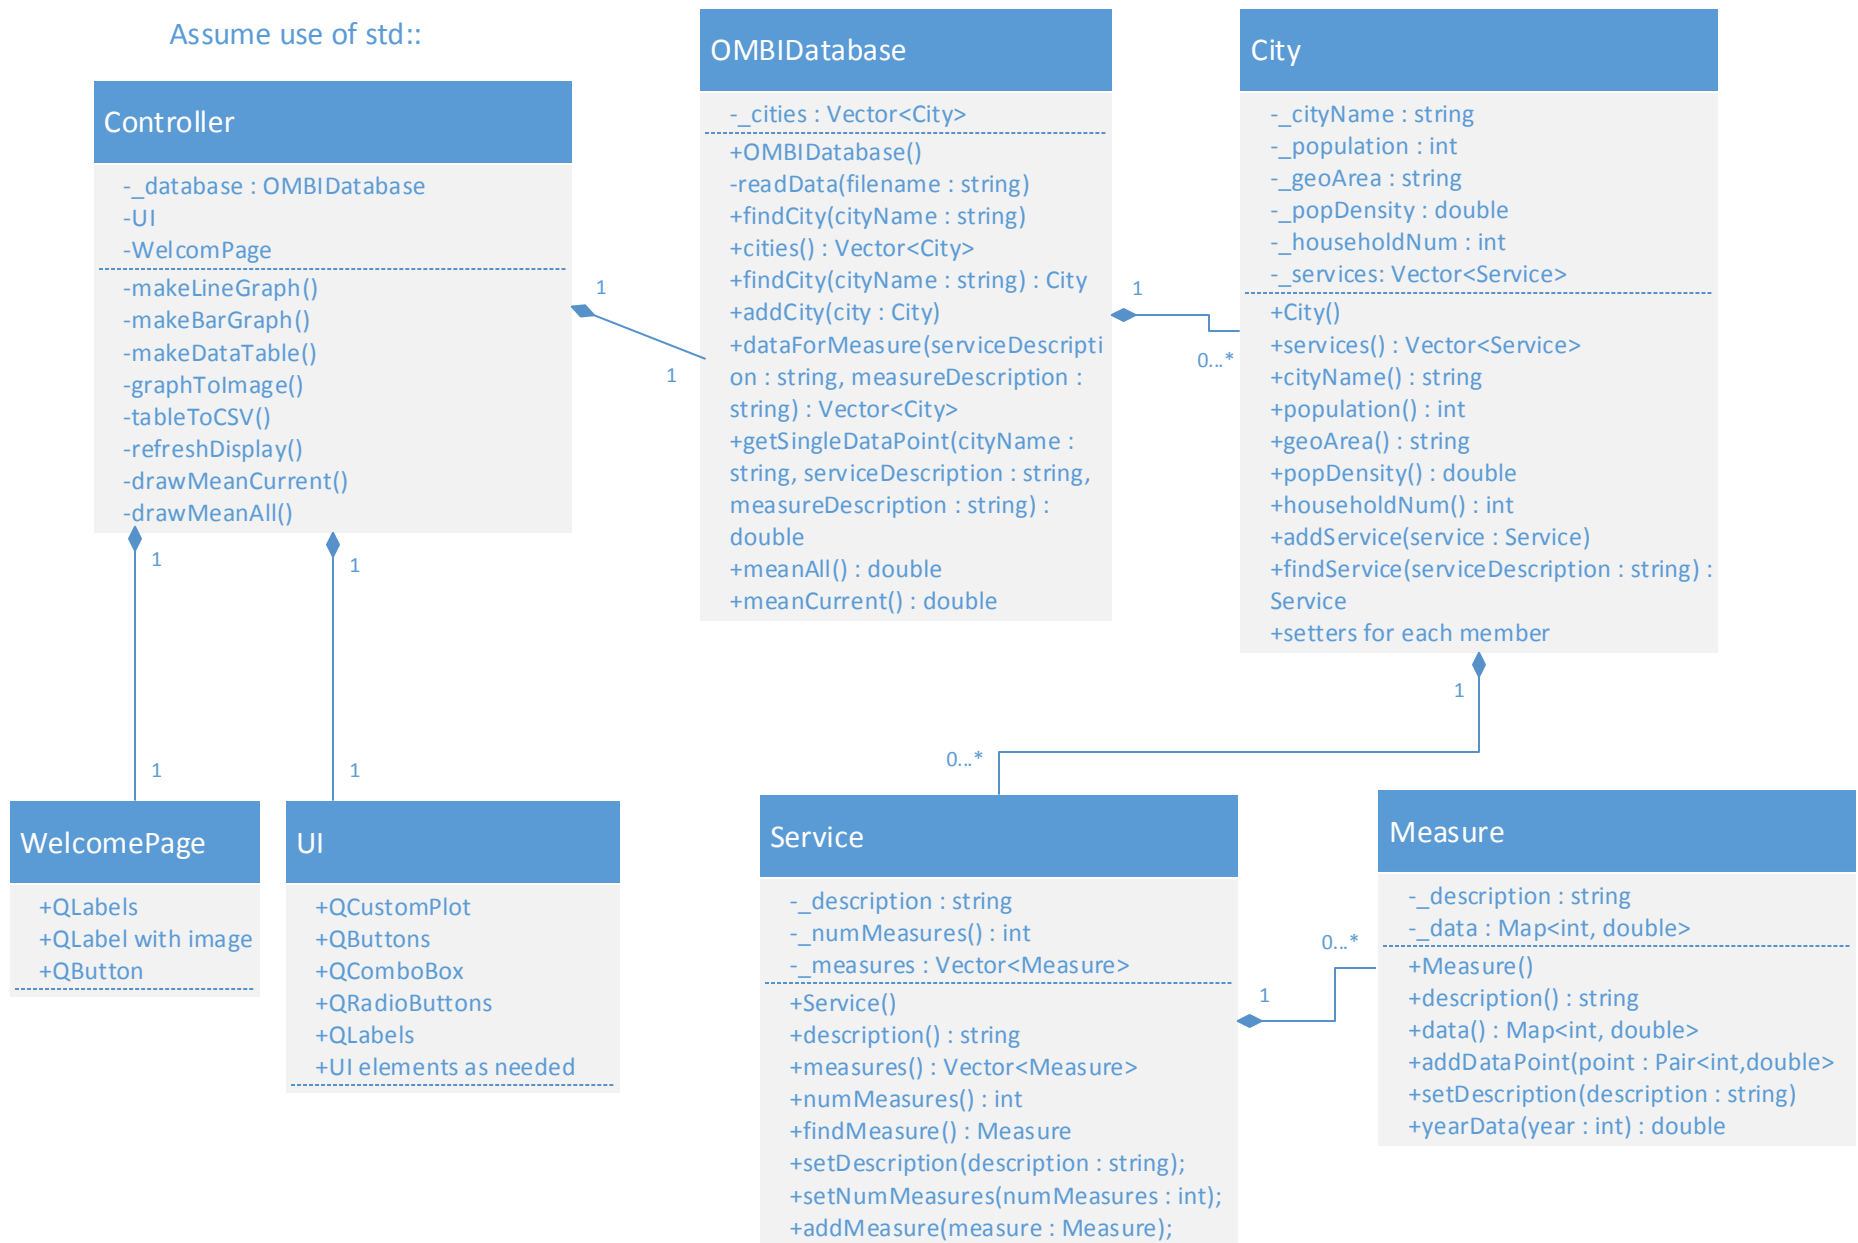 Assume use of std::
Controller
-_database : OMBIDatabase
-UI
-WelcomPage
-makeLineGraph()
-makeBarGraph()
-makeDataTable()
-graphToImage()
-tableToCSV()
-refreshDisplay()
-drawMeanCurrent()
-drawMeanAll()
1
1
OMBIDatabase
-_cities : Vector<City>
+OMBIDatabase()
-readData(filename : string)
+findCity(cityName : string)
+cities() : Vector<City>
+findCity(cityName : string) : City
+addCity(city : City)
+dataForMeasure(serviceDescripti
on : string, measureDescription :
string) : Vector<City>
+getSingleDataPoint(cityName :
string, serviceDescription : string,
measureDescription : string) :
double
+meanAll() : double
+meanCurrent() : double
1
0...*
City
-_cityName : string
-_population : int
-_geoArea : string
-_popDensity : double
-_householdNum : int
-_services: Vector<Service>
+City()
+services() : Vector<Service>
+cityName() : string
+population() : int
+geoArea() : string
+popDensity() : double
+householdNum() : int
+addService(service : Service)
+findService(serviceDescription : string) :
Service
+setters for each member
1
1
1
0...*
1
1
WelcomePage
+QLabels
+QLabel with image
+QButton
UI
+QCustomPlot
+QButtons
+QComboBox
+QRadioButtons
+QLabels
+UI elements as needed
Service
-_description : string
-_numMeasures() : int
-_measures : Vector<Measure>
+Service()
+description() : string
+measures() : Vector<Measure>
+numMeasures() : int
+findMeasure() : Measure
+setDescription(description : string);
+setNumMeasures(numMeasures : int);
+addMeasure(measure : Measure);
1
0...*
Measure
-_description : string
-_data : Map<int, double>
+Measure()
+description() : string
+data() : Map<int, double>
+addDataPoint(point : Pair<int,double>
+setDescription(description : string)
+yearData(year : int) : double